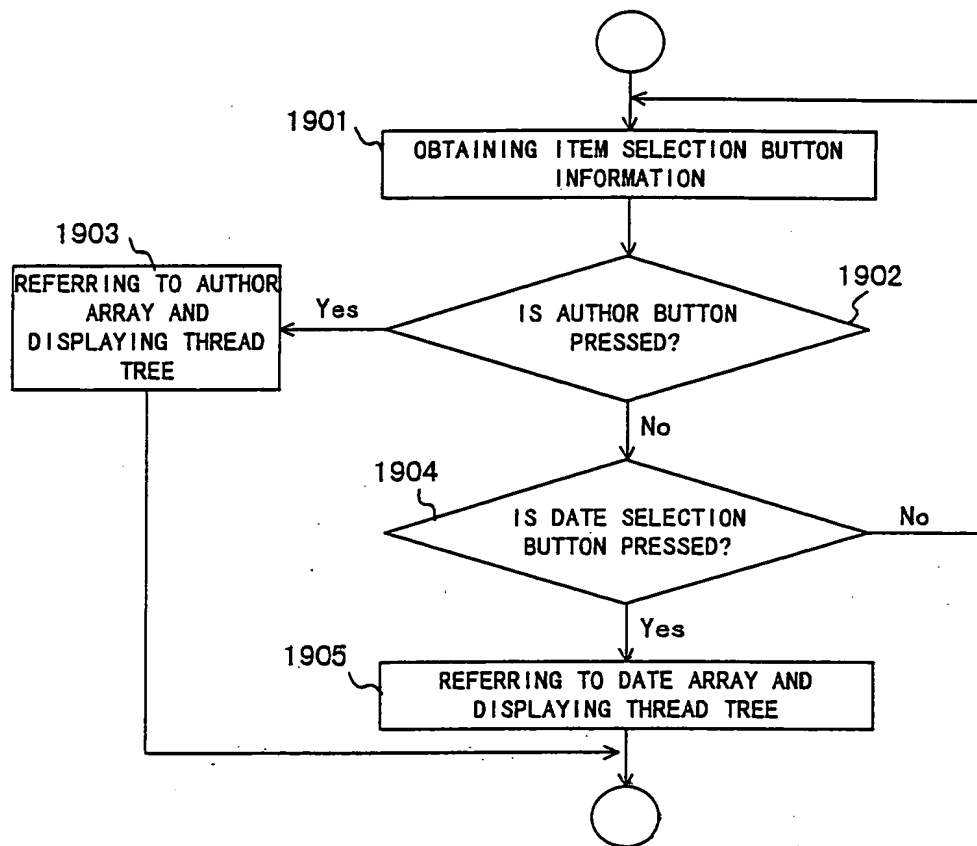 1901
OBTAINING ITEM SELECTION BUTTON
INFORMATION
1903
REFERRING TO AUTHOR
ARRAY AND
DISPLAYING THREAD
TREE
Yes
IS AUTHOR BUTTON
PRESSED?
1902
No
1904
IS DATE SELECTION
BUTTON PRESSED?
No
Yes
1905
REFERRING TO DATE ARRAY AND
DISPLAYING THREAD TREE